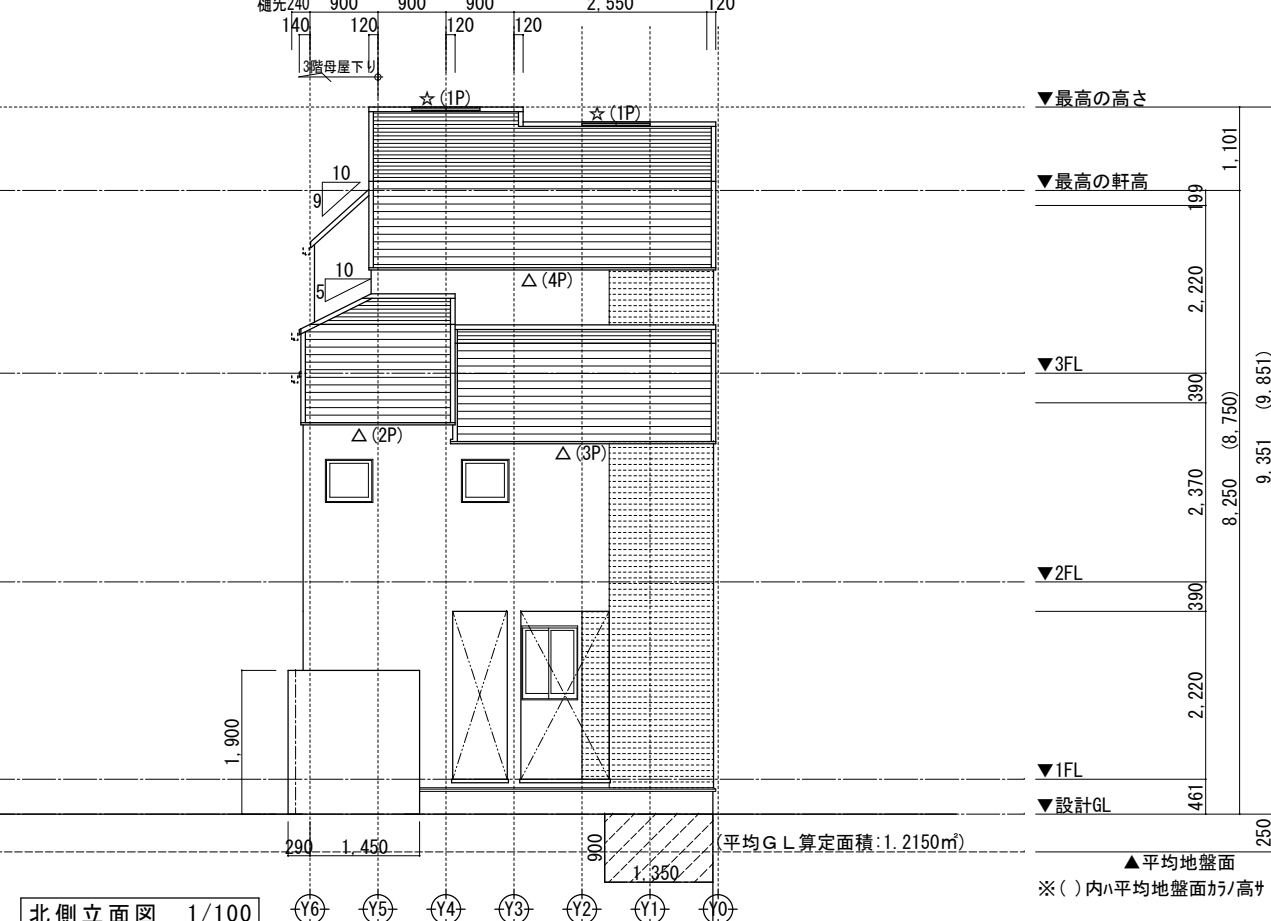 樋先240 900 900 900 2,550 120
140 120 120 120
3階母屋下り
☆(1P)
☆(1P)
▼最高の高さ
1,101
10
9
▼最高の軒高
199
10
5
△(4P)
2,220
▼3FL
390
8,250 (8,750)
9,351 (9,851)
△(2P)
△(3P)
2,370
▼2FL
390
2,220
1,900
▼1FL
461
▼設計GL
250
290 1,450
900
1,350
(平均GL算定面積:1.2150㎡)
▲平均地盤面
※( )内ハ平均地盤面カラノ高サ
北側立面図 1/100
Y6 Y5 Y4 Y3 Y2 Y1 Y0